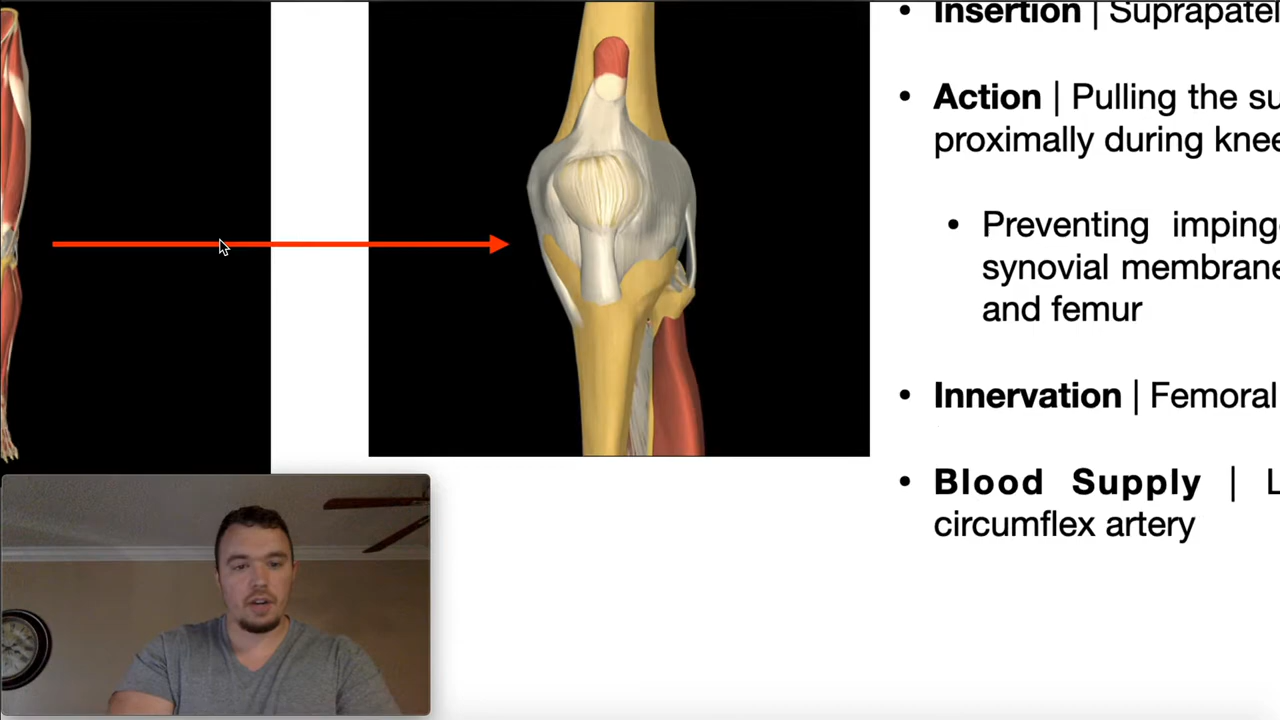 • Insertion | Suprapatel
• Action | Pulling the su
proximally during knee
• Preventing imping
synovial membrane
and femur
• Innervation | Femoral
• Blood Supply | L
circumflex artery